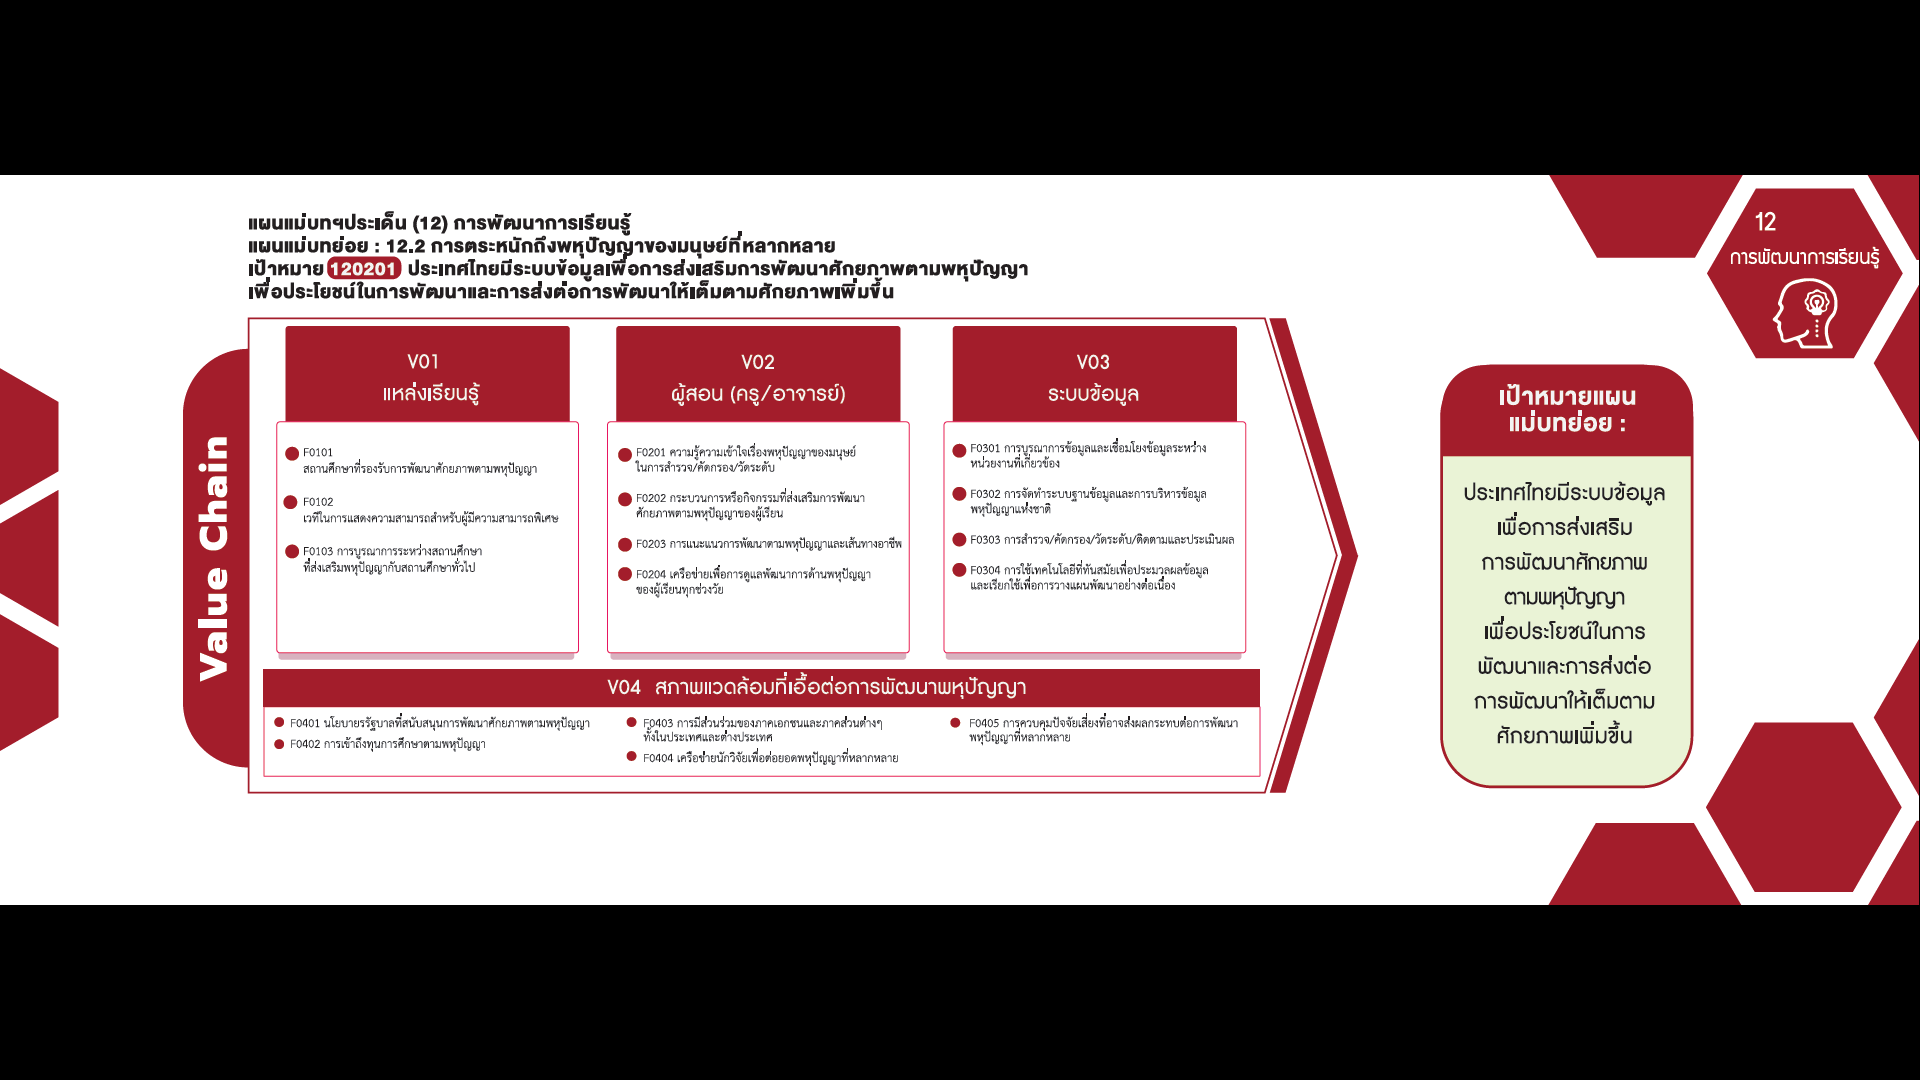 แผนแม่บทฯประเด็น (12) การพัฒนาการเรียนรู้
แผนแม่บทย่อย : 12.2 การตระหนักถึงพหุปัญญาของมนุษย์ที่หลากหลาย
เป้าหมาย 120201 ประเทศไทยมีระบบข้อมูลเพื่อการส่งเสริมการพัฒนาศักยภาพตามพหุปัญญา
เพื่อประโยชน์ในการพัฒนาและการส่งต่อการพัฒนาให้เต็มตามศักยภาพเพิ่มขึ้น
12
การพัฒนาการเรียนรู้
Value Chain
V01
แหล่งเรียนรู้
F0101
สถานศึกษาที่รองรับการพัฒนาศักยภาพตามพหุปัญญา
F0102
เวทีในการแสดงความสามารถสำหรับผู้มีความสามารถพิเศษ
F0103 การบูรณาการระหว่างสถานศึกษา
ที่ส่งเสริมพหุปัญญากับสถานศึกษาทั่วไป
V02
ผู้สอน (ครู/อาจารย์)
F0201 ความรู้ความเข้าใจเรื่องพหุปัญญาของมนุษย์
ในการสำรวจ/คัดกรอง/วัดระดับ
F0202 กระบวนการหรือกิจกรรมที่ส่งเสริมการพัฒนา
ศักยภาพตามพหุปัญญาของผู้เรียน
F0203 การแนะแนวการพัฒนาตามพหุปัญญาและเส้นทางอาชีพ
F0204 เครือข่ายเพื่อการดูแลพัฒนาการด้านพหุปัญญา
ของผู้เรียนทุกช่วงวัย
V03
ระบบข้อมูล
F0301 การบูรณาการข้อมูลและเชื่อมโยงข้อมูลระหว่าง
หน่วยงานที่เกี่ยวข้อง
F0302 การจัดทำระบบฐานข้อมูลและการบริหารข้อมูล
พหุปัญญาแห่งชาติ
F0303 การสำรวจ/คัดกรอง/วัดระดับ/ติดตามและประเมินผล
F0304 การใช้เทคโนโลยีที่ทันสมัยเพื่อประมวลผลข้อมูล
และเรียกใช้เพื่อการวางแผนพัฒนาอย่างต่อเนื่อง
V04 สภาพแวดล้อมที่เอื้อต่อการพัฒนาพหุปัญญา
F0401 นโยบายรัฐบาลที่สนับสนุนการพัฒนาศักยภาพตามพหุปัญญา
F0402 การเข้าถึงทุนการศึกษาตามพหุปัญญา
F0403 การมีส่วนร่วมของภาคเอกชนและภาคส่วนต่างๆ
ทั้งในประเทศและต่างประเทศ
F0404 เครือข่ายนักวิจัยเพื่อต่อยอดพหุปัญญาที่หลากหลาย
F0405 การควบคุมปัจจัยเสี่ยงที่อาจส่งผลกระทบต่อการพัฒนา
พหุปัญญาที่หลากหลาย
เป้าหมายแผน
แม่บทย่อย :
ประเทศไทยมีระบบข้อมูล
เพื่อการส่งเสริม
การพัฒนาศักยภาพ
ตามพหุปัญญา
เพื่อประโยชน์ในการ
พัฒนาและการส่งต่อ
การพัฒนาให้เต็มตาม
ศักยภาพเพิ่มขึ้น